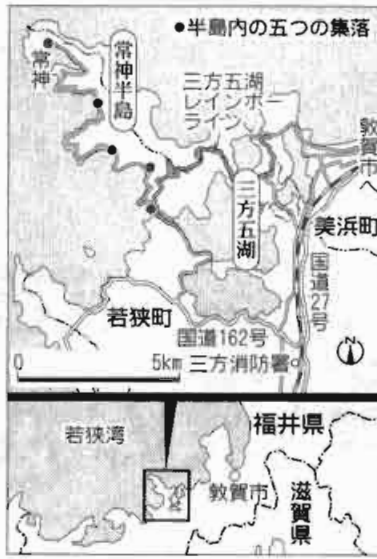 ●半島内の五つの集落
常神
常神半島
三方五湖
レインボー
ライン
敦賀市へ
三方五湖
美浜町
国道27号
若狭町
国道162号
N
0
5km
三方消防署
若狭湾
福井県
敦賀市
滋賀県